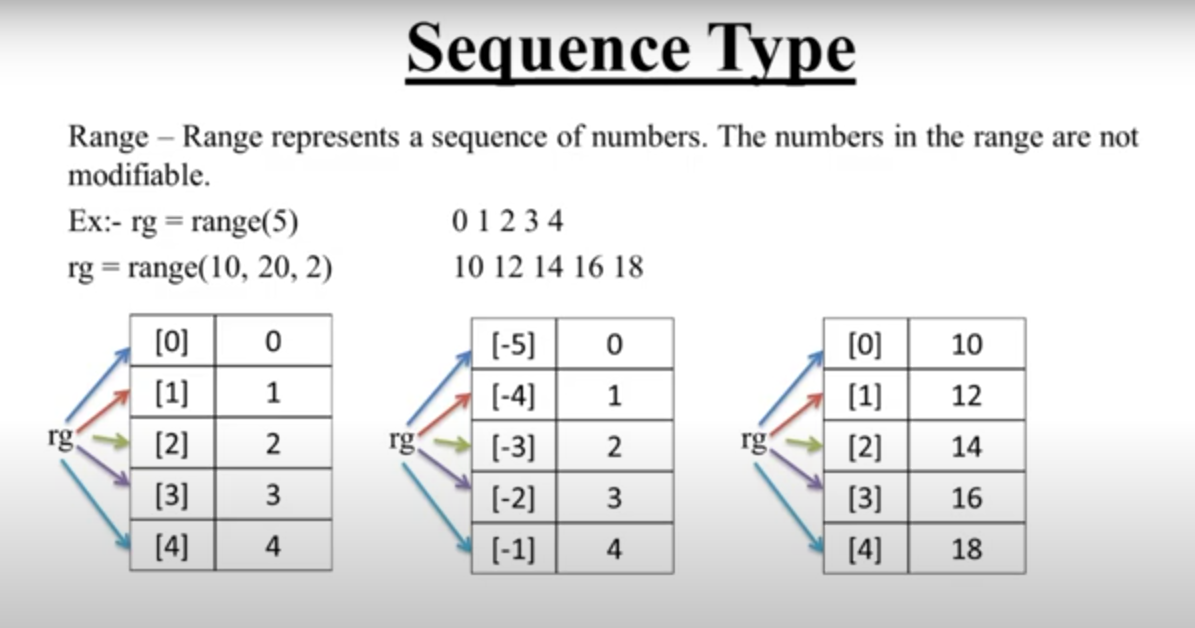 Sequence Type
Range – Range represents a sequence of numbers. The numbers in the range are not
modifiable.
Ex:- rg = range(5) 0 1 2 3 4
rg = range(10, 20, 2) 10 12 14 16 18
rg
[0] 0
[1] 1
[2] 2
[3] 3
[4] 4
rg
[-5] 0
[-4] 1
[-3] 2
[-2] 3
[-1] 4
rg
[0] 10
[1] 12
[2] 14
[3] 16
[4] 18